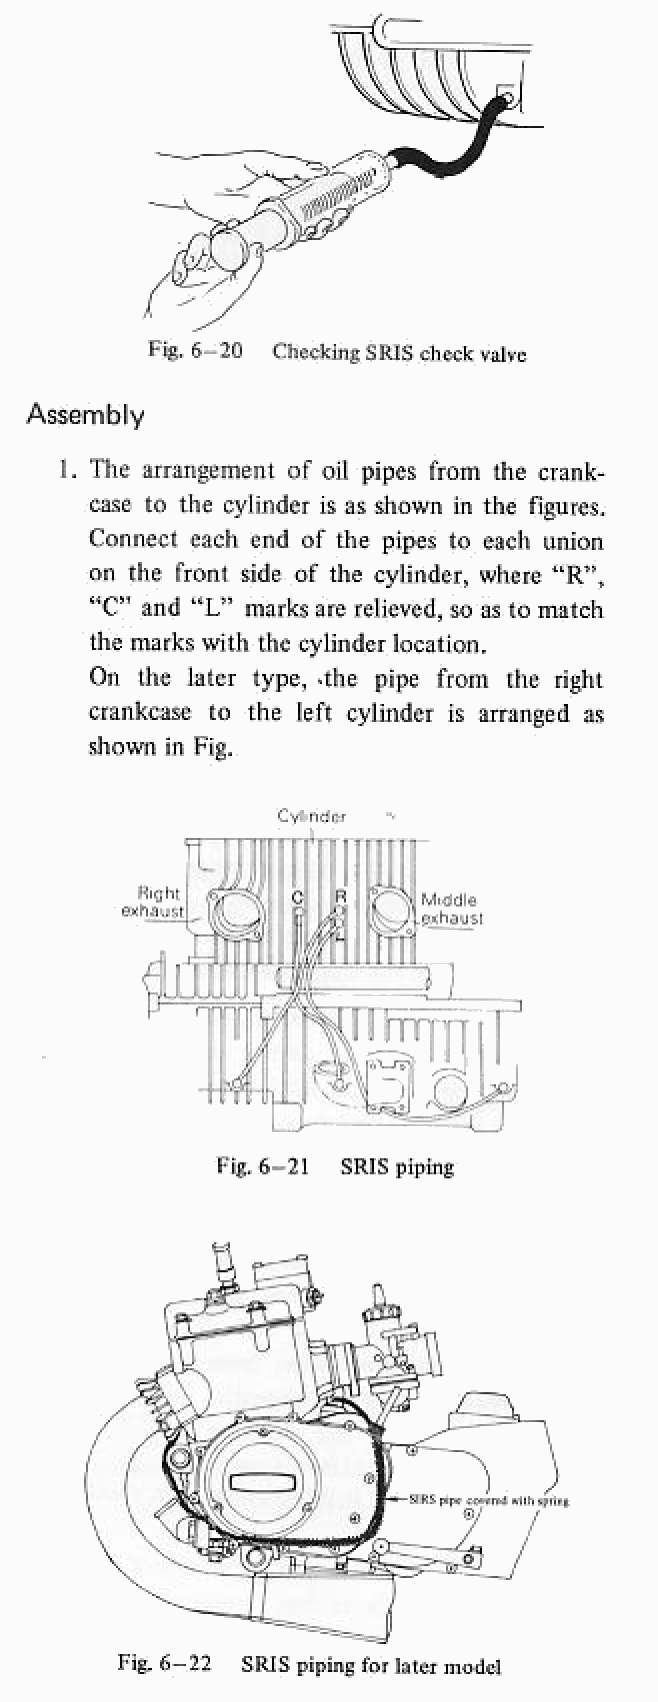 Fig. 6–20 Checking SRIS check valve
Assembly
1. The arrangement of oil pipes from the crank-
case to the cylinder is as shown in the figures.
Connect each end of the pipes to each union
on the front side of the cylinder, where “R”,
“C” and “L” marks are relieved, so as to match
the marks with the cylinder location.
On the later type, the pipe from the right
crankcase to the left cylinder is arranged as
shown in Fig.
Cylinder
Right
exhaust
C
R
L
Middle
exhaust
Fig. 6–21 SRIS piping
SIRS pipe covered with spring
Fig. 6–22 SRIS piping for later model